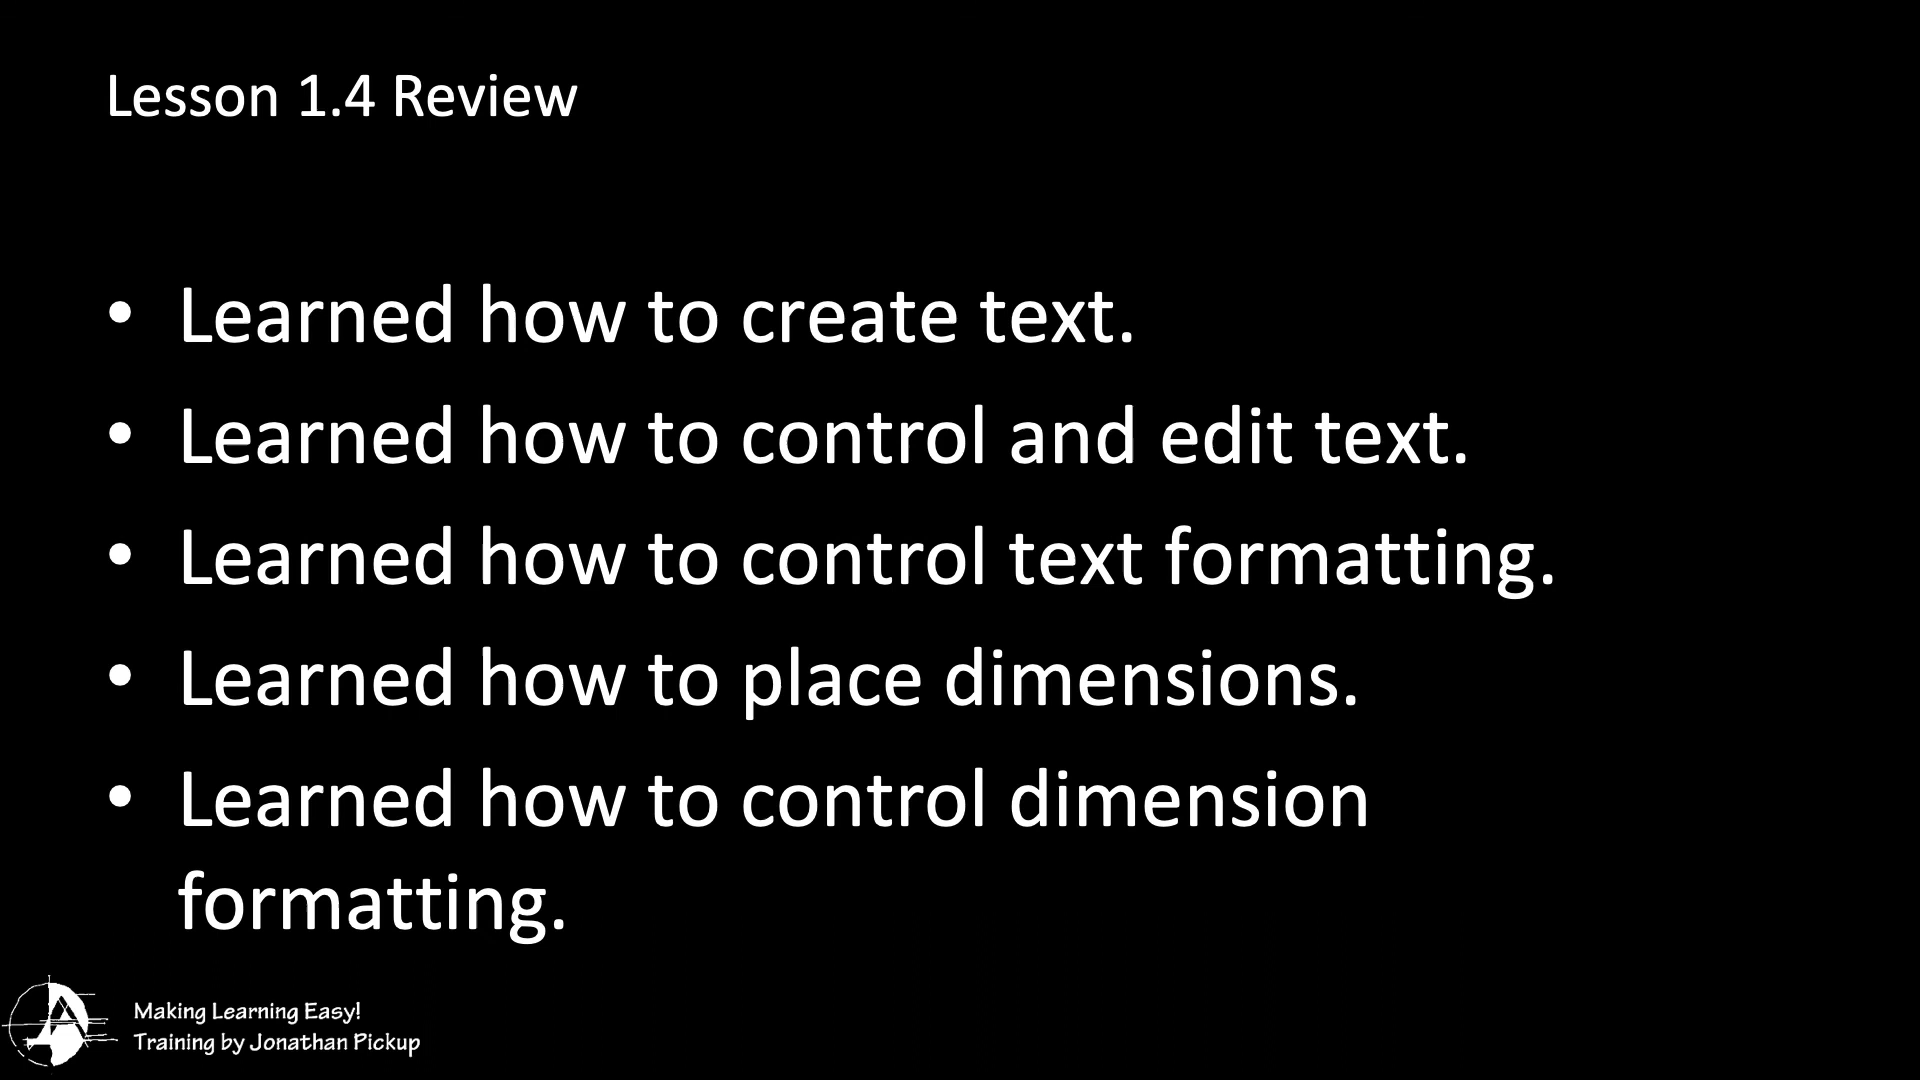 Lesson 1.4 Review
• Learned how to create text.
• Learned how to control and edit text.
• Learned how to control text formatting.
• Learned how to place dimensions.
• Learned how to control dimension
formatting.
Making Learning Easy!
Training by Jonathan Pickup